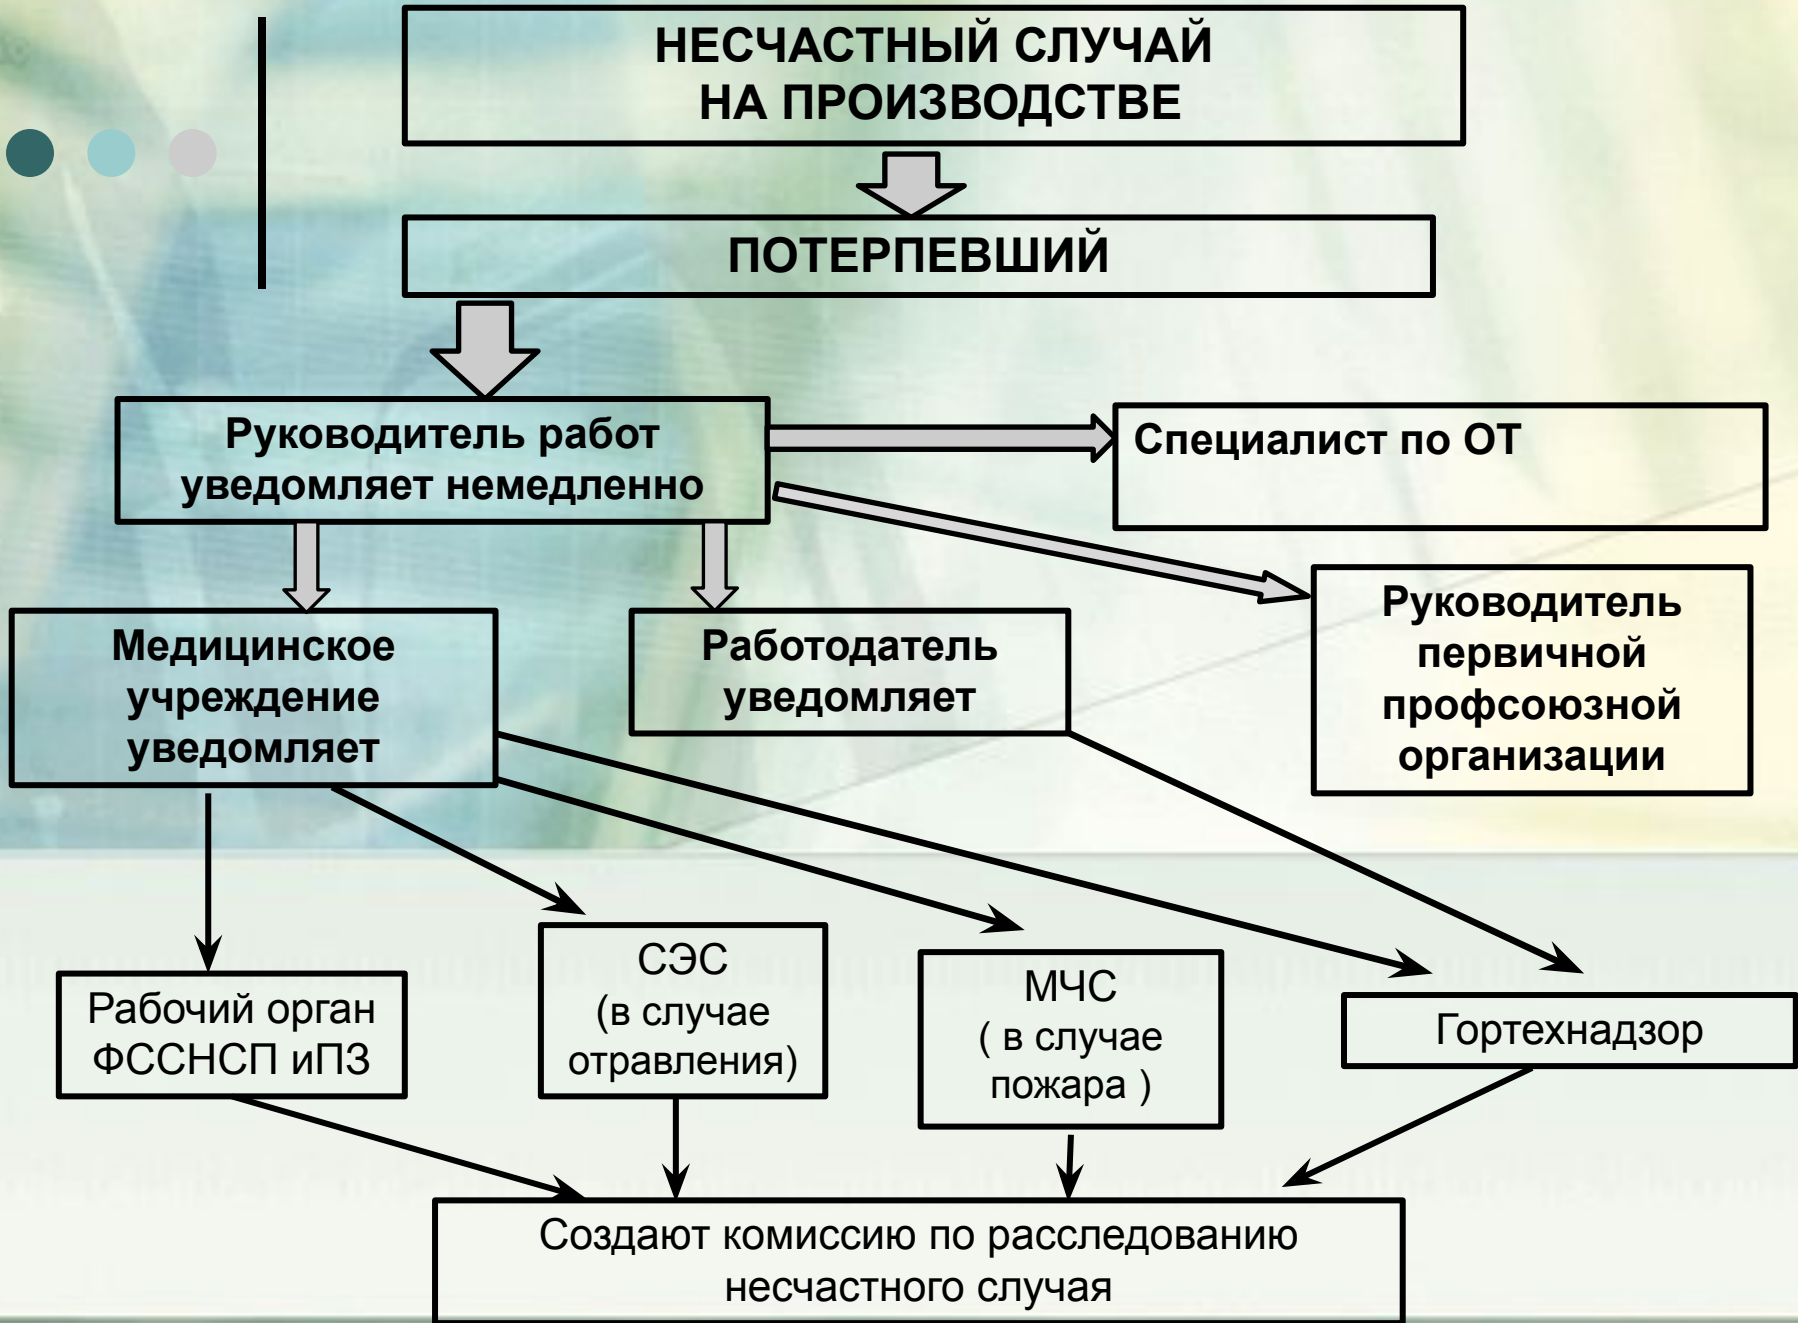 НЕСЧАСТНЫЙ СЛУЧАЙ
НА ПРОИЗВОДСТВЕ
ПОТЕРПЕВШИЙ
Руководитель работ
уведомляет немедленно
Специалист по ОТ
Медицинское
учреждение
уведомляет
Работодатель
уведомляет
Руководитель
первичной
профсоюзной
организации
Рабочий орган
ФССНСП иПЗ
СЭС
(в случае
отравления)
МЧС
( в случае
пожара )
Гортехнадзор
Создают комиссию по расследованию
несчастного случая